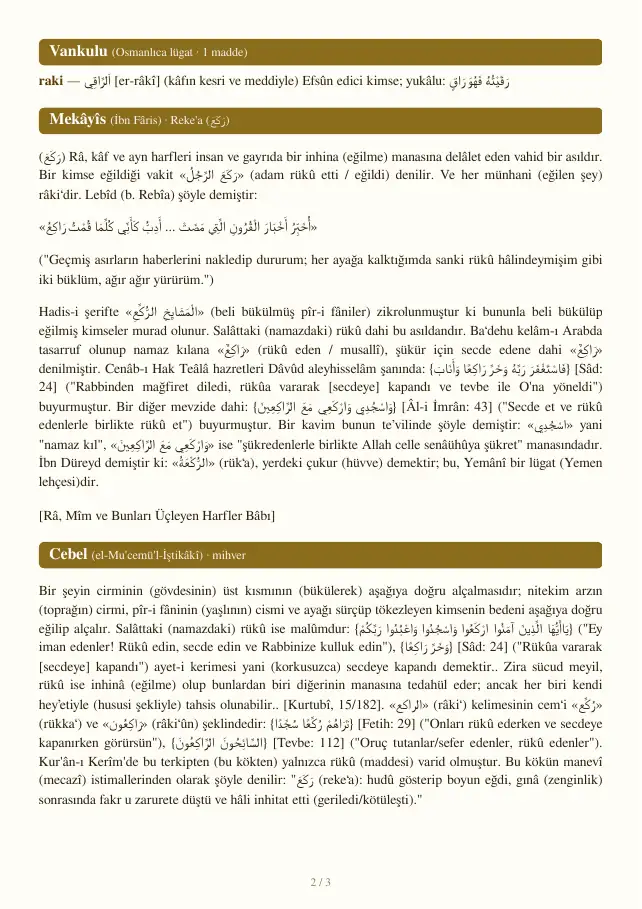 Vankulu (Osmanlıca lügat · 1 madde)
raki — اَلرَّاقِي [er-râkî] (kâfın kesri ve meddiyle) Efsûn edici kimse; yukâlu: رَقَيْتُهُ فَهُوَ رَاقٍ
Mekâyîs (İbn Fâris) · Reke'a (رَكَعَ)
(رَكَعَ) Râ, kâf ve ayn harfleri insan ve gayrıda bir inhina (eğilme) manasına delâlet eden vahid bir asıldır.
Bir kimse eğildiği vakit «رَكَعَ الرَّجُلُ» (adam rükû etti / eğildi) denilir. Ve her münhani (eğilen şey)
râki‘dir. Lebîd (b. Rebîa) şöyle demiştir:
«أُخَبِّرُ أَخْبَارَ الْقُرُونِ الَّتِي مَضَتْ ... أَدِبُّ كَأَنِّي كُلَّمَا قُمْتُ رَاكِعُ»
("Geçmiş asırların haberlerini nakledip dururum; her ayağa kalktığımda sanki rükû hâlindeymişim gibi
iki büklüm, ağır ağır yürürüm.")
Hadis-i şerifte «الْمَشَايِخِ الرُّكَّعِ» (beli bükülmüş pîr-i fâniler) zikrolunmuştur ki bununla beli bükülüp
eğilmiş kimseler murad olunur. Salâttaki (namazdaki) rükû dahi bu asıldandır. Ba‘dehu kelâm-ı Arabda
tasarruf olunup namaz kılana «رَاكِعٌ» (rükû eden / musallî), şükür için secde edene dahi «رَاكِعٌ»
denilmiştir. Cenâb-ı Hak Teâlâ hazretleri Dâvûd aleyhisselâm şanında: {فَاسْتَغْفَرَ رَبَّهُ وَخَرَّ رَاكِعًا وَأَنَابَ} [Sâd:
24] ("Rabbinden mağfiret diledi, rükûa vararak [secdeye] kapandı ve tevbe ile O'na yöneldi")
buyurmuştur. Bir diğer mevzide dahi: {وَاسْجُدِي وَارْكَعِي مَعَ الرَّاكِعِينَ} [Âl-i İmrân: 43] ("Secde et ve rükû
edenlerle birlikte rükû et") buyurmuştur. Bir kavim bunun te’vilinde şöyle demiştir: «اسْجُدِي» yani
"namaz kıl", «وَارْكَعِي مَعَ الرَّاكِعِينَ» ise "şükredenlerle birlikte Allah celle senâühûya şükret" manasındadır.
İbn Düreyd demiştir ki: «الرُّكْعَةُ» (rük‘a), yerdeki çukur (hüvve) demektir; bu, Yemânî bir lügat (Yemen
lehçesi)dir.
[Râ, Mîm ve Bunları Üçleyen Harfler Bâbı]
Cebel (el-Mu'cemü'l-İştikâkî) · mihver
Bir şeyin cirminin (gövdesinin) üst kısmının (bükülerek) aşağıya doğru alçalmasıdır; nitekim arzın
(toprağın) cirmi, pîr-i fâninin (yaşlının) cismi ve ayağı sürçüp tökezleyen kimsenin bedeni aşağıya doğru
eğilip alçalır. Salâttaki (namazdaki) rükû ise malûmdur: {يَاأَيُّهَا الَّذِينَ آمَنُوا ارْكَعُوا وَاسْجُدُوا وَاعْبُدُوا رَبَّكُمْ} ("Ey
iman edenler! Rükû edin, secde edin ve Rabbinize kulluk edin"), {وَخَرَّ رَاكِعًا} [Sâd: 24] ("Rükûa vararak
[secdeye] kapandı") ayet-i kerimesi yani (korkusuzca) secdeye kapandı demektir.. Zira sücud meyil,
rükû ise inhinâ (eğilme) olup bunlardan biri diğerinin manasına tedahül eder; ancak her biri kendi
hey’etiyle (hususi şekliyle) tahsis olunabilir.. [Kurtubî, 15/182]. «الراكع» (râki‘) kelimesinin cem‘i «رُكَّع»
(rükka‘) ve «رَاكِعُون» (râki‘ûn) şeklindedir: {تَرَاهُمْ رُكَّعًا سُجَّدًا} [Fetih: 29] ("Onları rükû ederken ve secdeye
kapanırken görürsün"), {السَّائِحُونَ الرَّاكِعُونَ} [Tevbe: 112] ("Oruç tutanlar/sefer edenler, rükû edenler").
Kur'ân-ı Kerîm'de bu terkipten (bu kökten) yalnızca rükû (maddesi) varid olmuştur. Bu kökün manevî
(mecazî) istimallerinden olarak şöyle denilir: "رَكَعَ (reke‘a): hudû gösterip boyun eğdi, gınâ (zenginlik)
sonrasında fakr u zarurete düştü ve hâli inhitat etti (geriledi/kötüleşti)."
2 / 3